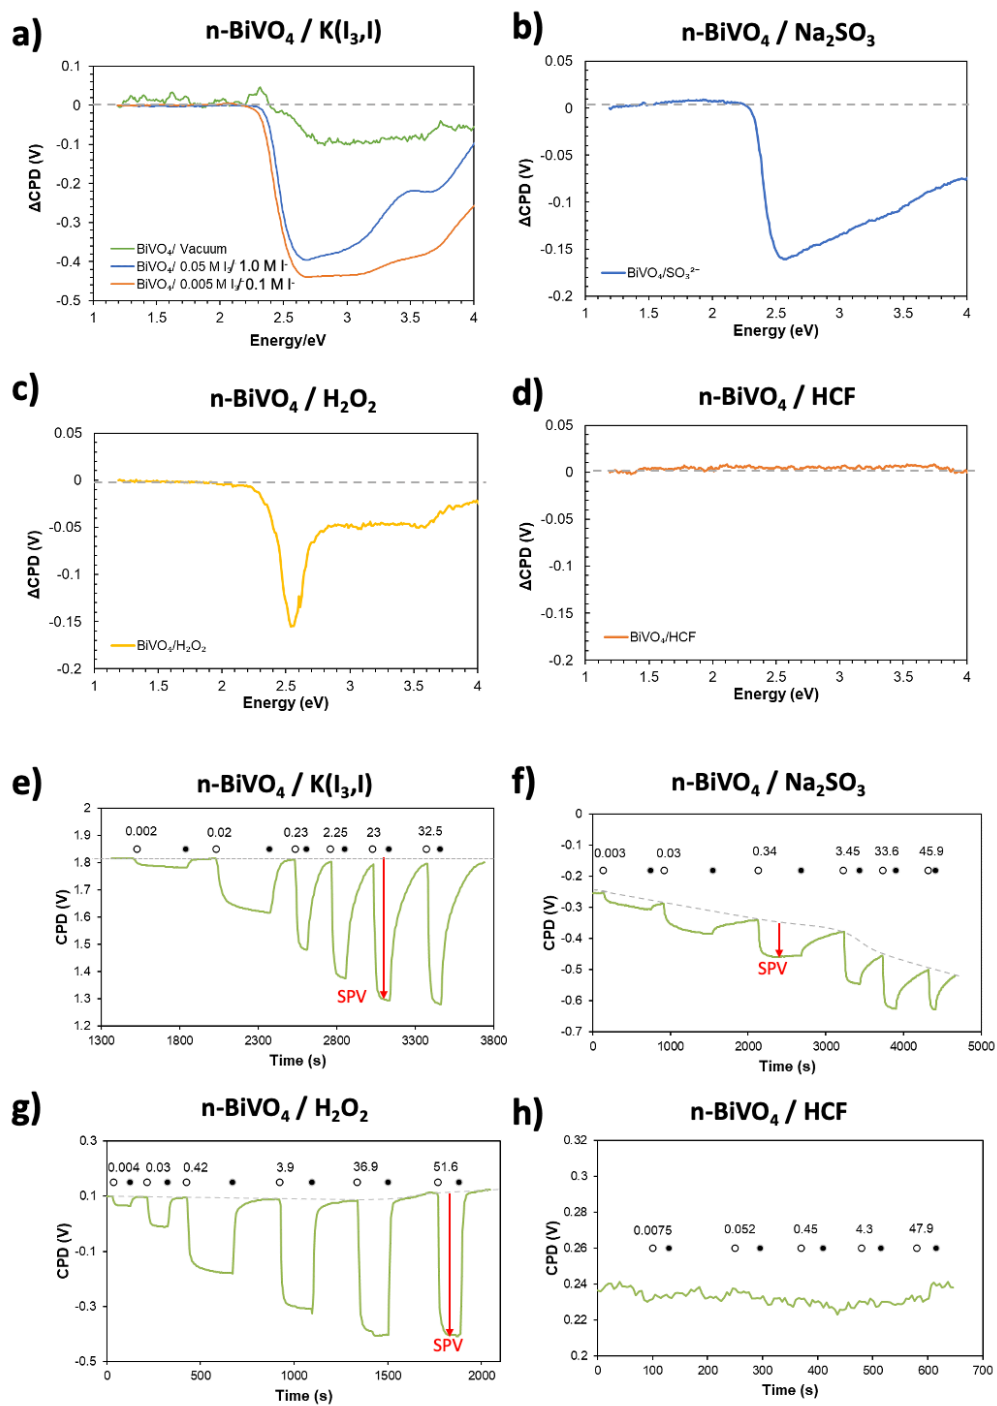 a)
n-BiVO₄ / K(I₃,I)
0.1
0
-0.1
-0.2
-0.3
-0.4
-0.5
ΔCPD (V)
BiVO₄/ Vacuum
BiVO₄/ 0.05 M I₃/ 1.0 M I⁻
BiVO₄/ 0.005 M I₃/⁻0.1 M I⁻
1 1.5 2 2.5 3 3.5 4
Energy/eV
b)
n-BiVO₄ / Na₂SO₃
0.05
0
-0.05
-0.1
-0.15
-0.2
ΔCPD (V)
BiVO₄/SO₃²⁻
1 1.5 2 2.5 3 3.5 4
Energy (eV)
c)
n-BiVO₄ / H₂O₂
0.05
0
-0.05
-0.1
-0.15
-0.2
ΔCPD (V)
BiVO₄/H₂O₂
1 1.5 2 2.5 3 3.5 4
Energy (eV)
d)
n-BiVO₄ / HCF
0.05
0
-0.05
-0.1
-0.15
-0.2
ΔCPD (V)
BiVO₄/HCF
1 1.5 2 2.5 3 3.5 4
Energy (eV)
e)
n-BiVO₄ / K(I₃,I)
2
1.9
1.8
1.7
1.6
1.5
1.4
1.3
1.2
CPD (V)
0.002 0.02 0.23 2.25 23 32.5
SPV
1300 1800 2300 2800 3300 3800
Time (s)
f)
n-BiVO₄ / Na₂SO₃
0
-0.1
-0.2
-0.3
-0.4
-0.5
-0.6
-0.7
CPD (V)
0.003 0.03 0.34 3.45 33.6 45.9
SPV
0 1000 2000 3000 4000 5000
Time (s)
g)
n-BiVO₄ / H₂O₂
0.3
0.1
-0.1
-0.3
-0.5
CPD (V)
0.004 0.03 0.42 3.9 36.9 51.6
SPV
0 500 1000 1500 2000
Time (s)
h)
n-BiVO₄ / HCF
0.32
0.3
0.28
0.26
0.24
0.22
0.2
CPD (V)
0.0075 0.052 0.45 4.3 47.9
0 100 200 300 400 500 600 700
Time (s)